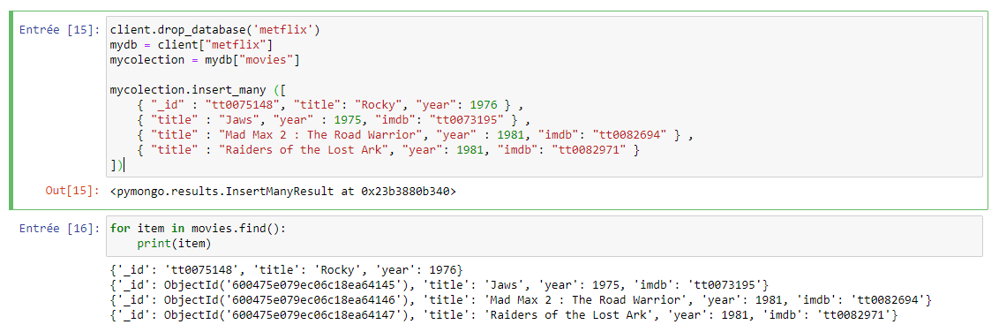 Entrée [15]: client.drop_database('metflix')
mydb = client["metflix"]
mycolection = mydb["movies"]
mycolection.insert_many ([
    { "_id" : "tt0075148", "title": "Rocky", "year": 1976 } ,
    { "title" : "Jaws", "year" : 1975, "imdb": "tt0073195" } ,
    { "title" : "Mad Max 2 : The Road Warrior", "year" : 1981, "imdb": "tt0082694" } ,
    { "title" : "Raiders of the Lost Ark", "year": 1981, "imdb": "tt0082971" }
])
Out[15]: <pymongo.results.InsertManyResult at 0x23b3880b340>
Entrée [16]: for item in movies.find():
    print(item)
{'_id': 'tt0075148', 'title': 'Rocky', 'year': 1976}
{'_id': ObjectId('600475e079ec06c18ea64145'), 'title': 'Jaws', 'year': 1975, 'imdb': 'tt0073195'}
{'_id': ObjectId('600475e079ec06c18ea64146'), 'title': 'Mad Max 2 : The Road Warrior', 'year': 1981, 'imdb': 'tt0082694'}
{'_id': ObjectId('600475e079ec06c18ea64147'), 'title': 'Raiders of the Lost Ark', 'year': 1981, 'imdb': 'tt0082971'}